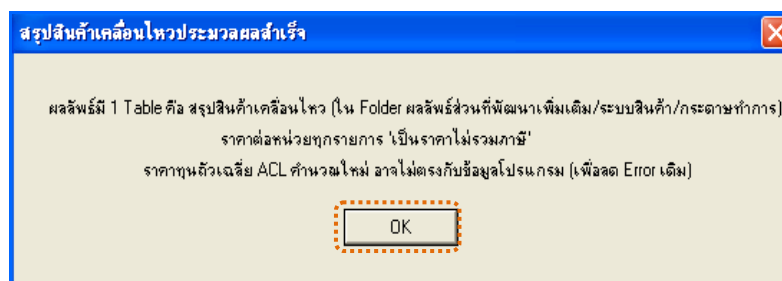 สรุปสินค้าเคลื่อนไหวประมวลผลสำเร็จ
ผลลัพธ์มี 1 Table คือ สรุปสินค้าเคลื่อนไหว (ใน Folder ผลลัพธ์ส่วนที่พัฒนาเพิ่มเติม/ระบบสินค้า/กระดาษทำการ)
ราคาต่อหน่วยทุกรายการ 'เป็นราคาไม่รวมภาษี'
ราคาทุนถัวเฉลี่ย ACL คำนวณใหม่ อาจไม่ตรงกับข้อมูลโปรแกรม (เพื่อลด Error เดิม)
OK